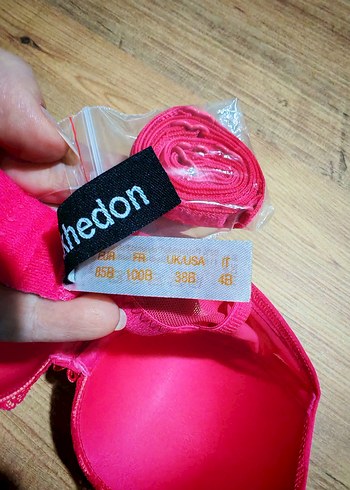 khedon
EUR FR UK/USA IT
85B 100B 38B 4B